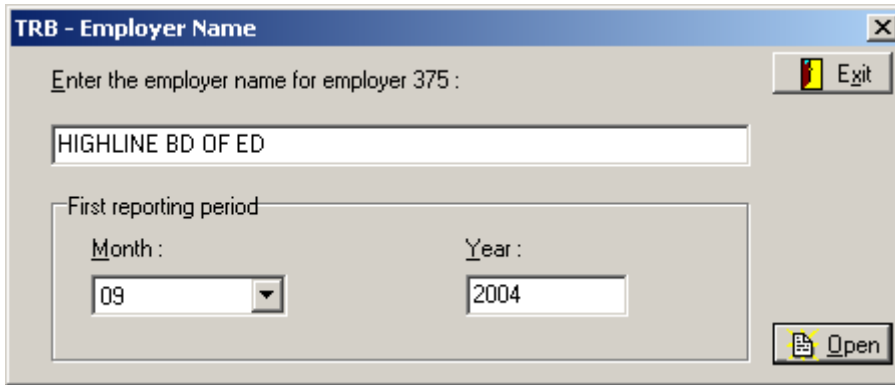 TRB - Employer Name
Enter the employer name for employer 375 :
Exit
HIGHLINE BD OF ED
First reporting period
Month :
Year :
09
2004
Open